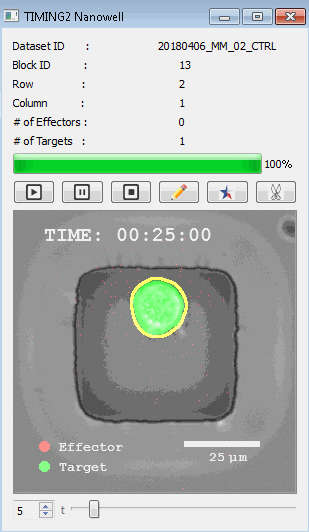 TIMING2 Nanowell
Dataset ID : 20180406_MM_02_CTRL
Block ID : 13
Row : 2
Column : 1
# of Effectors : 0
# of Targets : 1
100%
TIME: 00:25:00
Effector
Target
25 µm
5 t